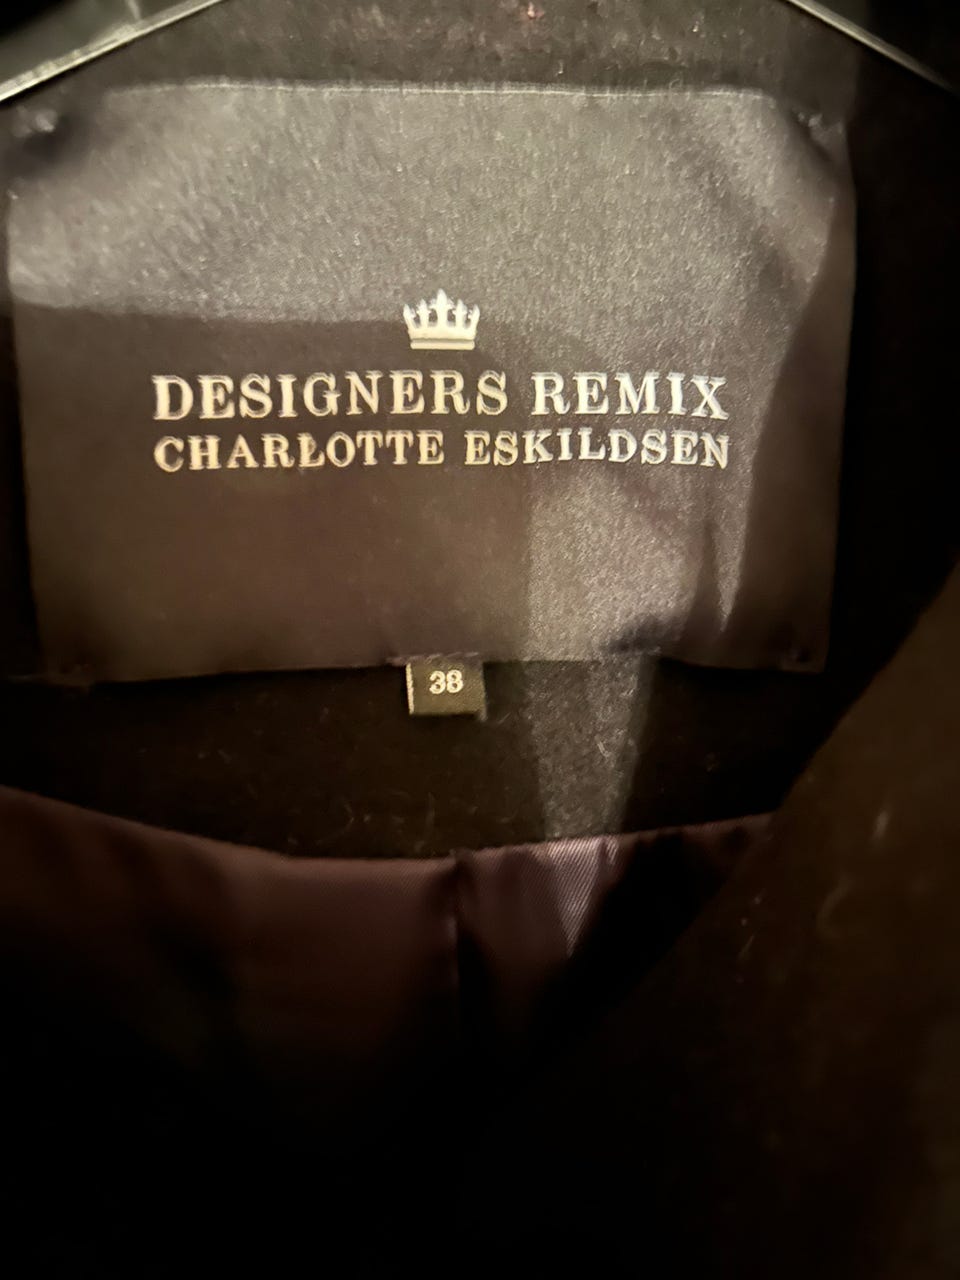 DESIGNERS REMIX
CHARLOTTE ESKILDSEN
38